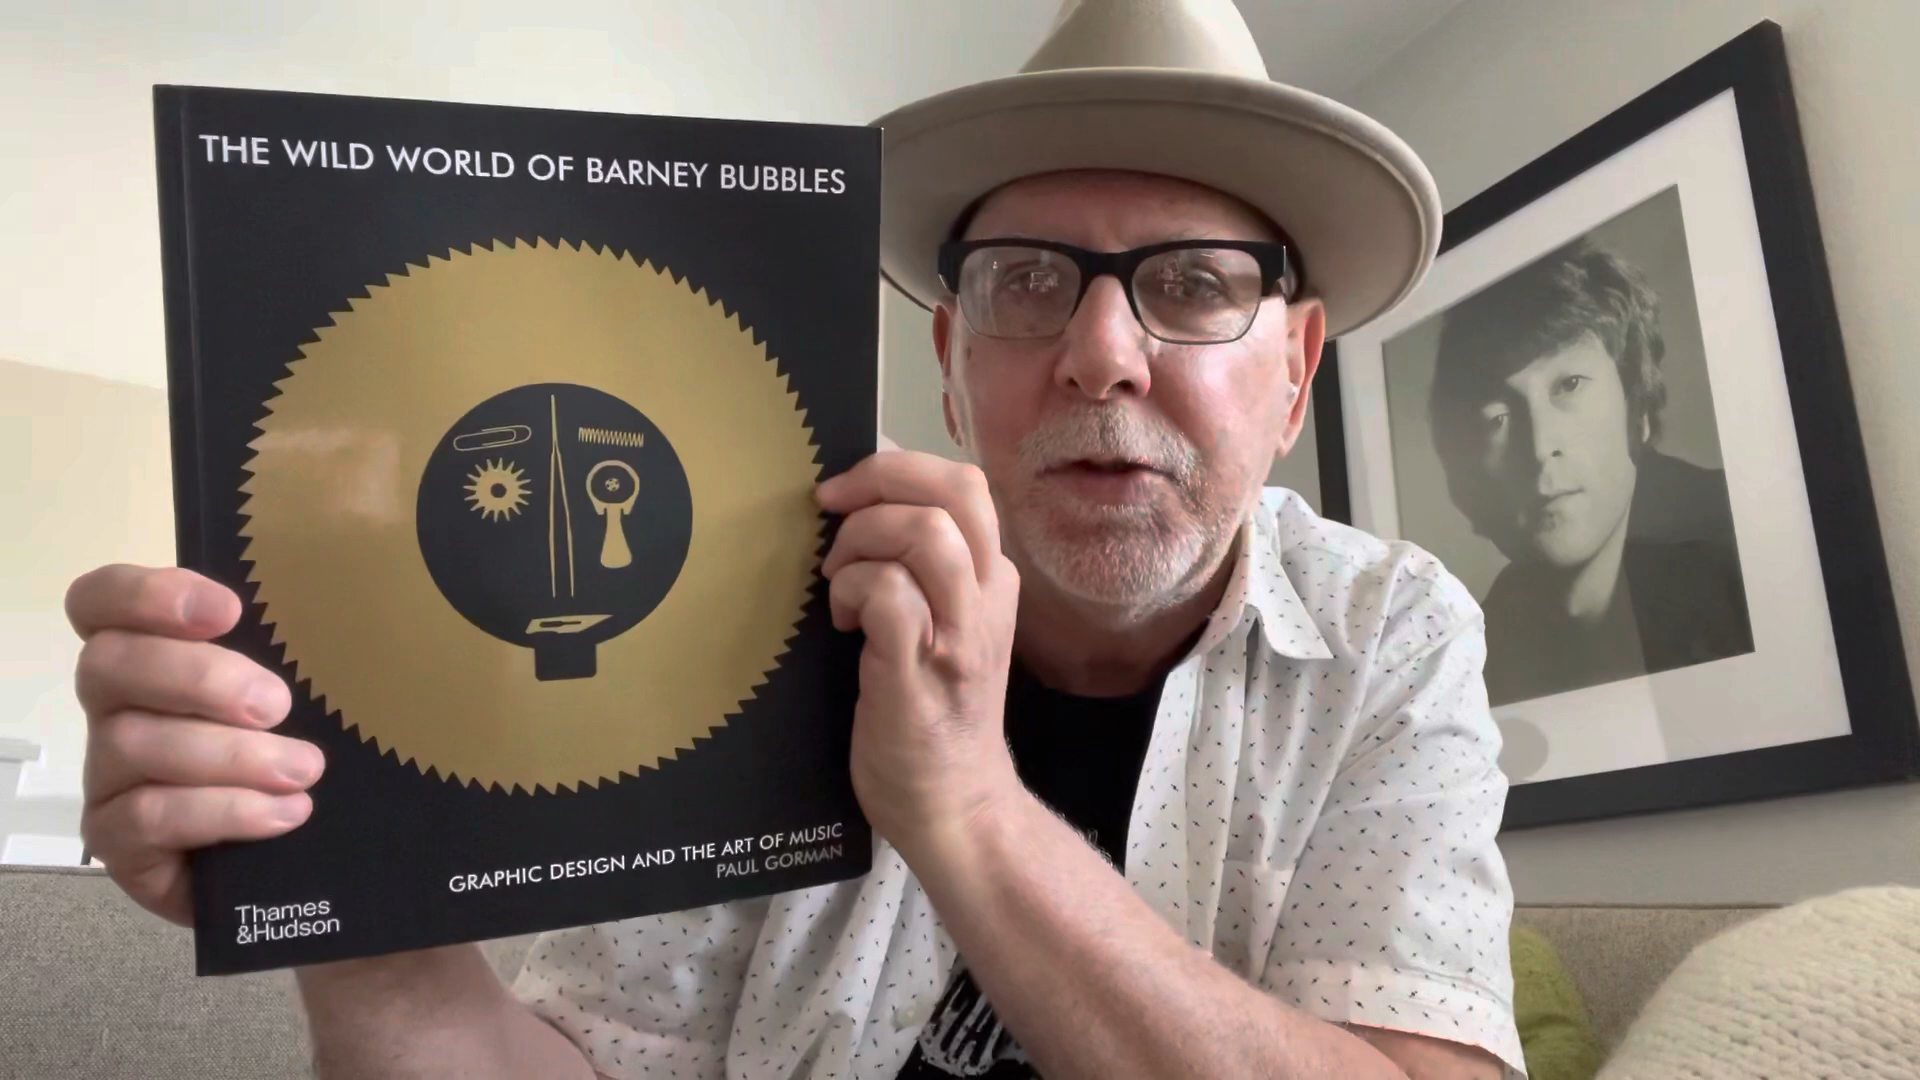 THE WILD WORLD OF BARNEY BUBBLES
GRAPHIC DESIGN AND THE ART OF MUSIC
PAUL GORMAN
Thames
&Hudson